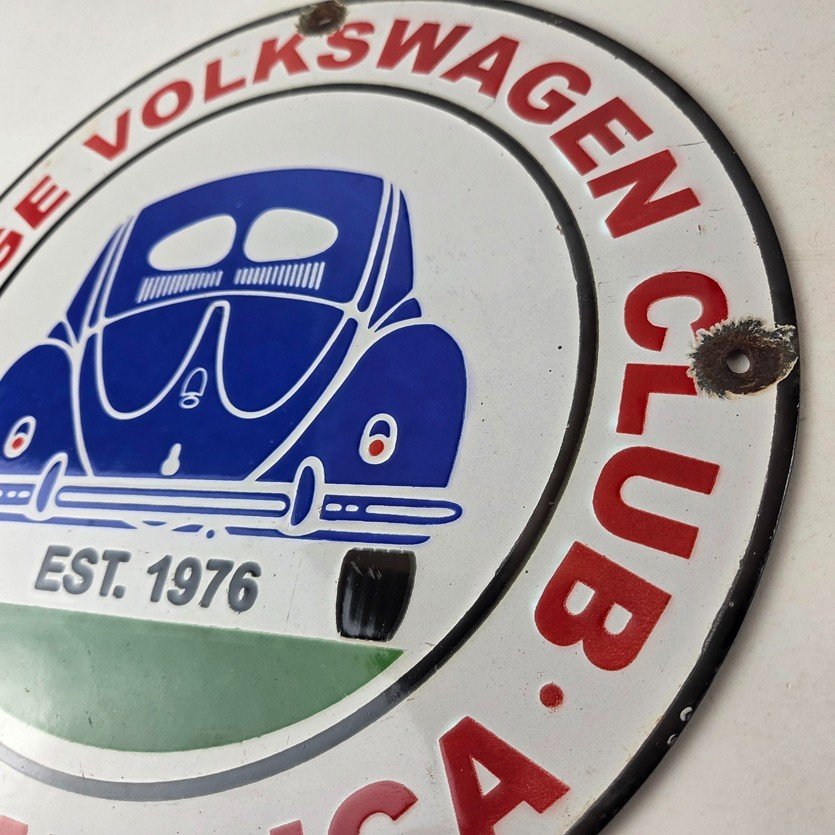 VOLKSWAGEN CLUB •
EST. 1976